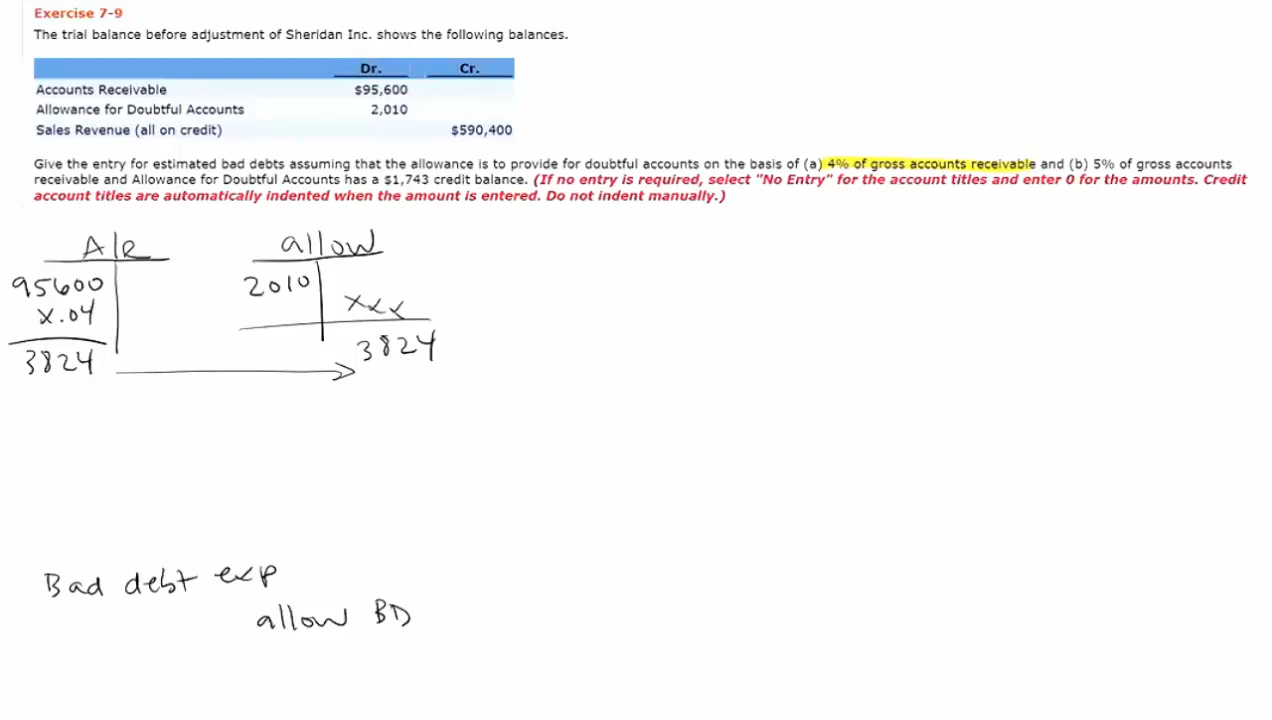 Exercise 7-9
The trial balance before adjustment of Sheridan Inc. shows the following balances.
Dr. Cr.
Accounts Receivable $95,600
Allowance for Doubtful Accounts 2,010
Sales Revenue (all on credit) $590,400
Give the entry for estimated bad debts assuming that the allowance is to provide for doubtful accounts on the basis of (a) 4% of gross accounts receivable and (b) 5% of gross accounts
receivable and Allowance for Doubtful Accounts has a $1,743 credit balance. (If no entry is required, select "No Entry" for the account titles and enter 0 for the amounts. Credit
account titles are automatically indented when the amount is entered. Do not indent manually.)
A/R allow
95600 2010
x.04 xxx
3824 3824
Bad debt exp
allow BD